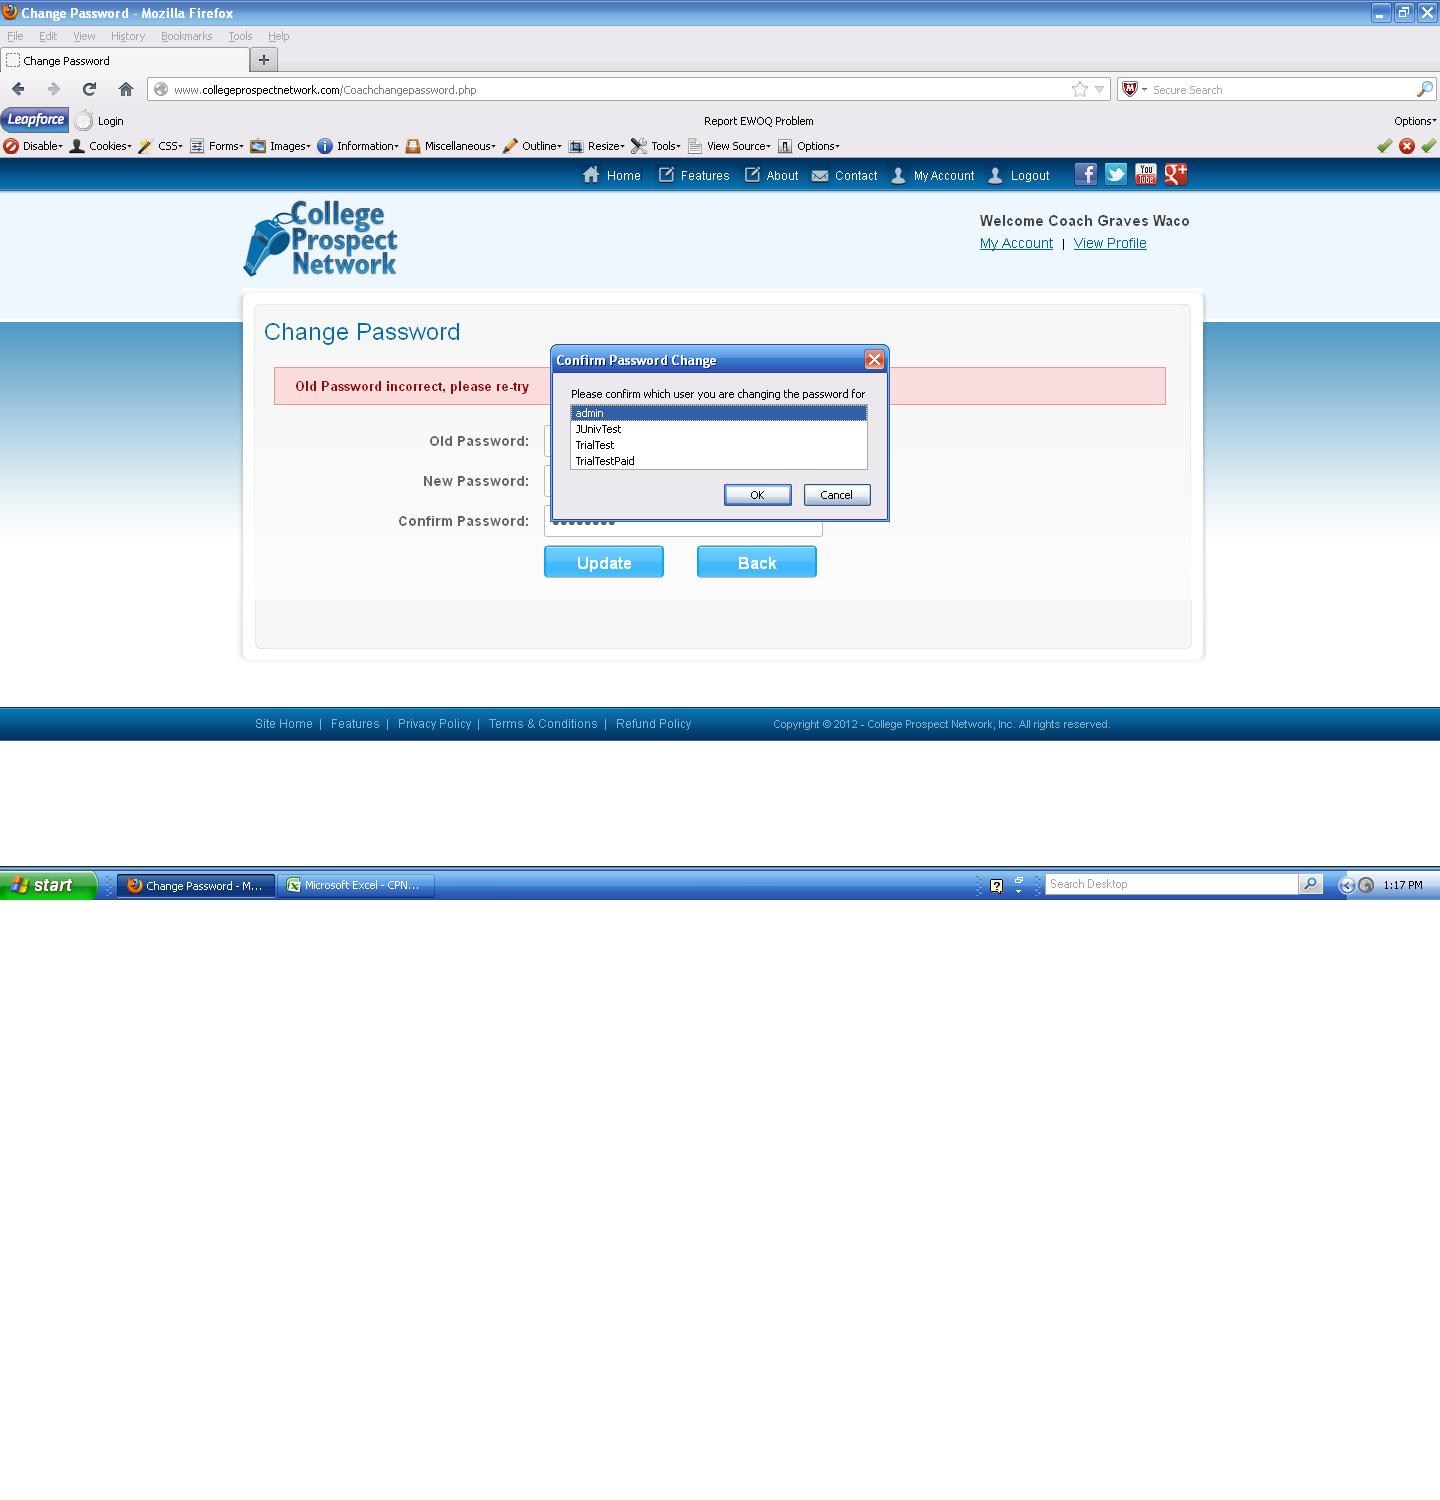 Change Password - Mozilla Firefox
File Edit View History Bookmarks Tools Help
Change Password
www.collegeprospectnetwork.com/Coachchangepassword.php
Secure Search
Leapforce Login Report EWOQ Problem Options
Disable Cookies CSS Forms Images Information Miscellaneous Outline Resize Tools View Source Options
Home Features About Contact My Account Logout
You Tube
College
Prospect
Network
Welcome Coach Graves Waco
My Account | View Profile
Change Password
Old Password incorrect, please re-try
Confirm Password Change
Please confirm which user you are changing the password for
admin
JUnivTest
TrialTest
TrialTestPaid
OK Cancel
Old Password:
New Password:
Confirm Password:
Update Back
Site Home | Features | Privacy Policy | Terms & Conditions | Refund Policy Copyright © 2012 - College Prospect Network, Inc. All rights reserved.
start Change Password - M... Microsoft Excel - CPN... Search Desktop 1:17 PM